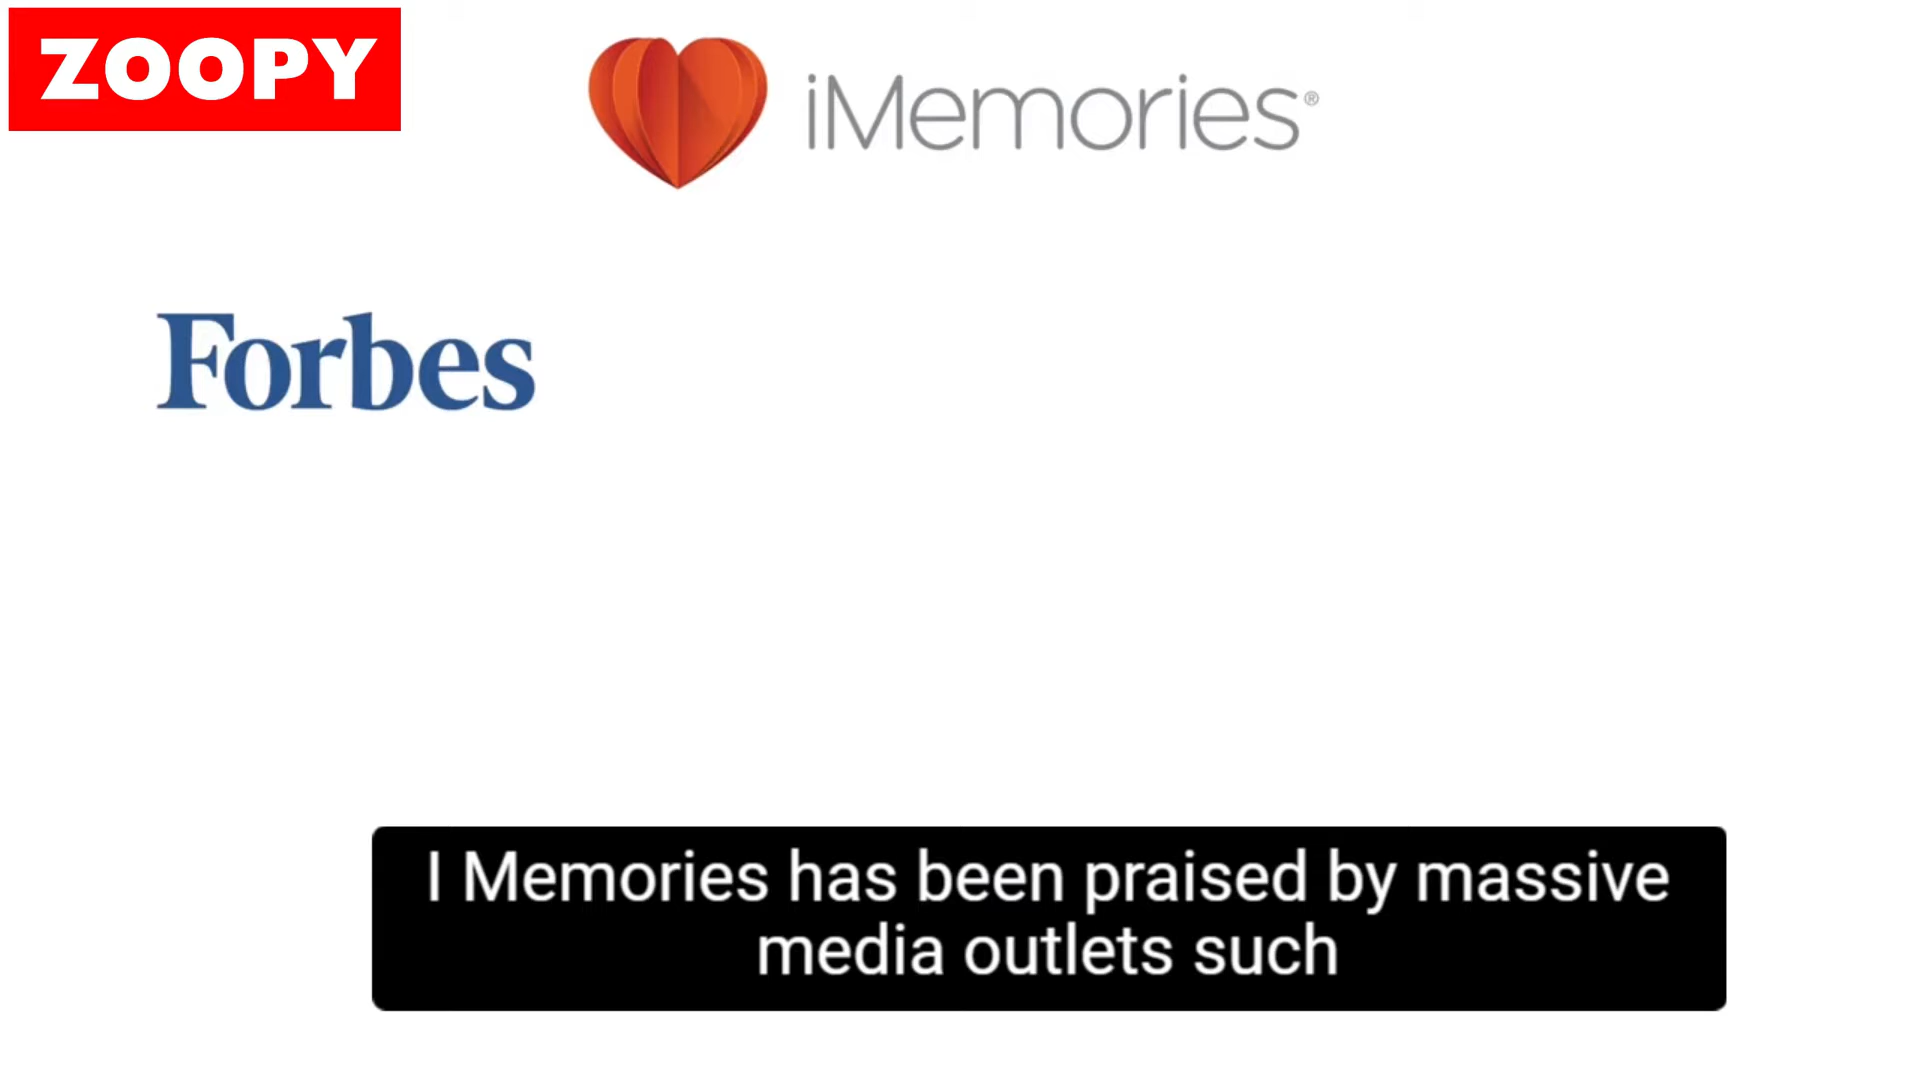 ZOOPY
iMemories®
Forbes
I Memories has been praised by massive
media outlets such